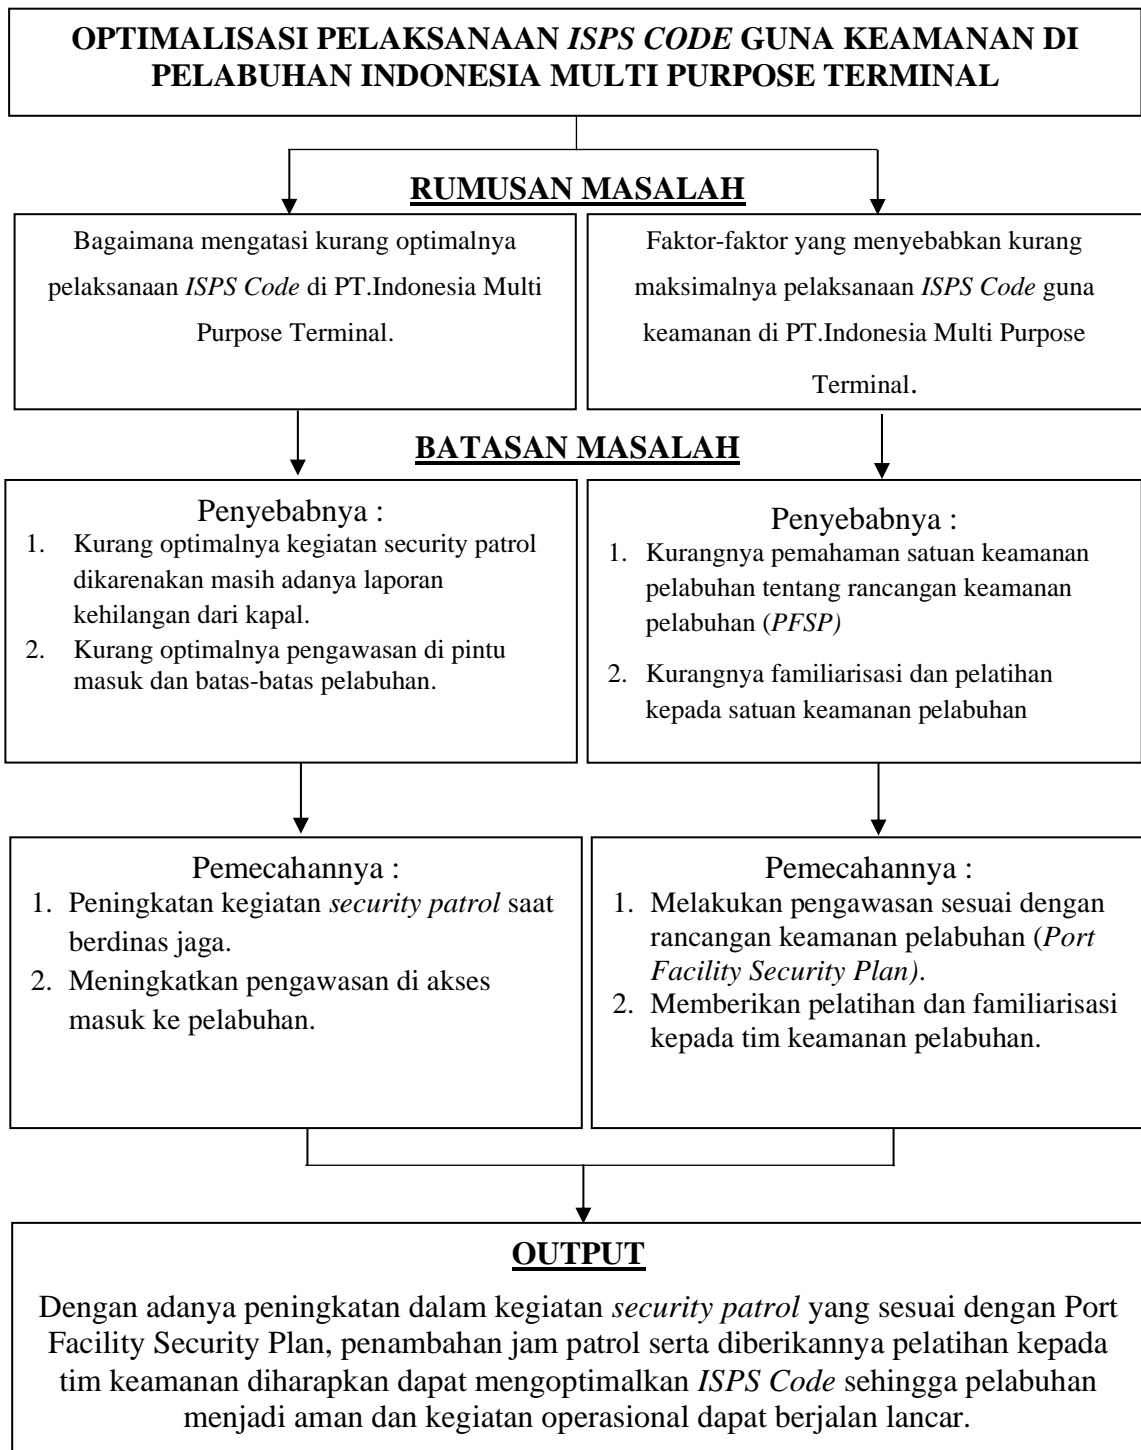 OPTIMALISASI PELAKSANAAN ISPS CODE GUNA KEAMANAN DI
PELABUHAN INDONESIA MULTI PURPOSE TERMINAL
RUMUSAN MASALAH
Bagaimana mengatasi kurang optimalnya
pelaksanaan ISPS Code di PT.Indonesia Multi
Purpose Terminal.
Faktor-faktor yang menyebabkan kurang
maksimalnya pelaksanaan ISPS Code guna
keamanan di PT.Indonesia Multi Purpose
Terminal.
BATASAN MASALAH
Penyebabnya :
1. Kurang optimalnya kegiatan security patrol
dikarenakan masih adanya laporan
kehilangan dari kapal.
2. Kurang optimalnya pengawasan di pintu
masuk dan batas-batas pelabuhan.
Penyebabnya :
1. Kurangnya pemahaman satuan keamanan
pelabuhan tentang rancangan keamanan
pelabuhan (PFSP)
2. Kurangnya familiarisasi dan pelatihan
kepada satuan keamanan pelabuhan
Pemecahannya :
1. Peningkatan kegiatan security patrol saat
berdinas jaga.
2. Meningkatkan pengawasan di akses
masuk ke pelabuhan.
Pemecahannya :
1. Melakukan pengawasan sesuai dengan
rancangan keamanan pelabuhan (Port
Facility Security Plan).
2. Memberikan pelatihan dan familiarisasi
kepada tim keamanan pelabuhan.
OUTPUT
Dengan adanya peningkatan dalam kegiatan security patrol yang sesuai dengan Port
Facility Security Plan, penambahan jam patrol serta diberikannya pelatihan kepada
tim keamanan diharapkan dapat mengoptimalkan ISPS Code sehingga pelabuhan
menjadi aman dan kegiatan operasional dapat berjalan lancar.